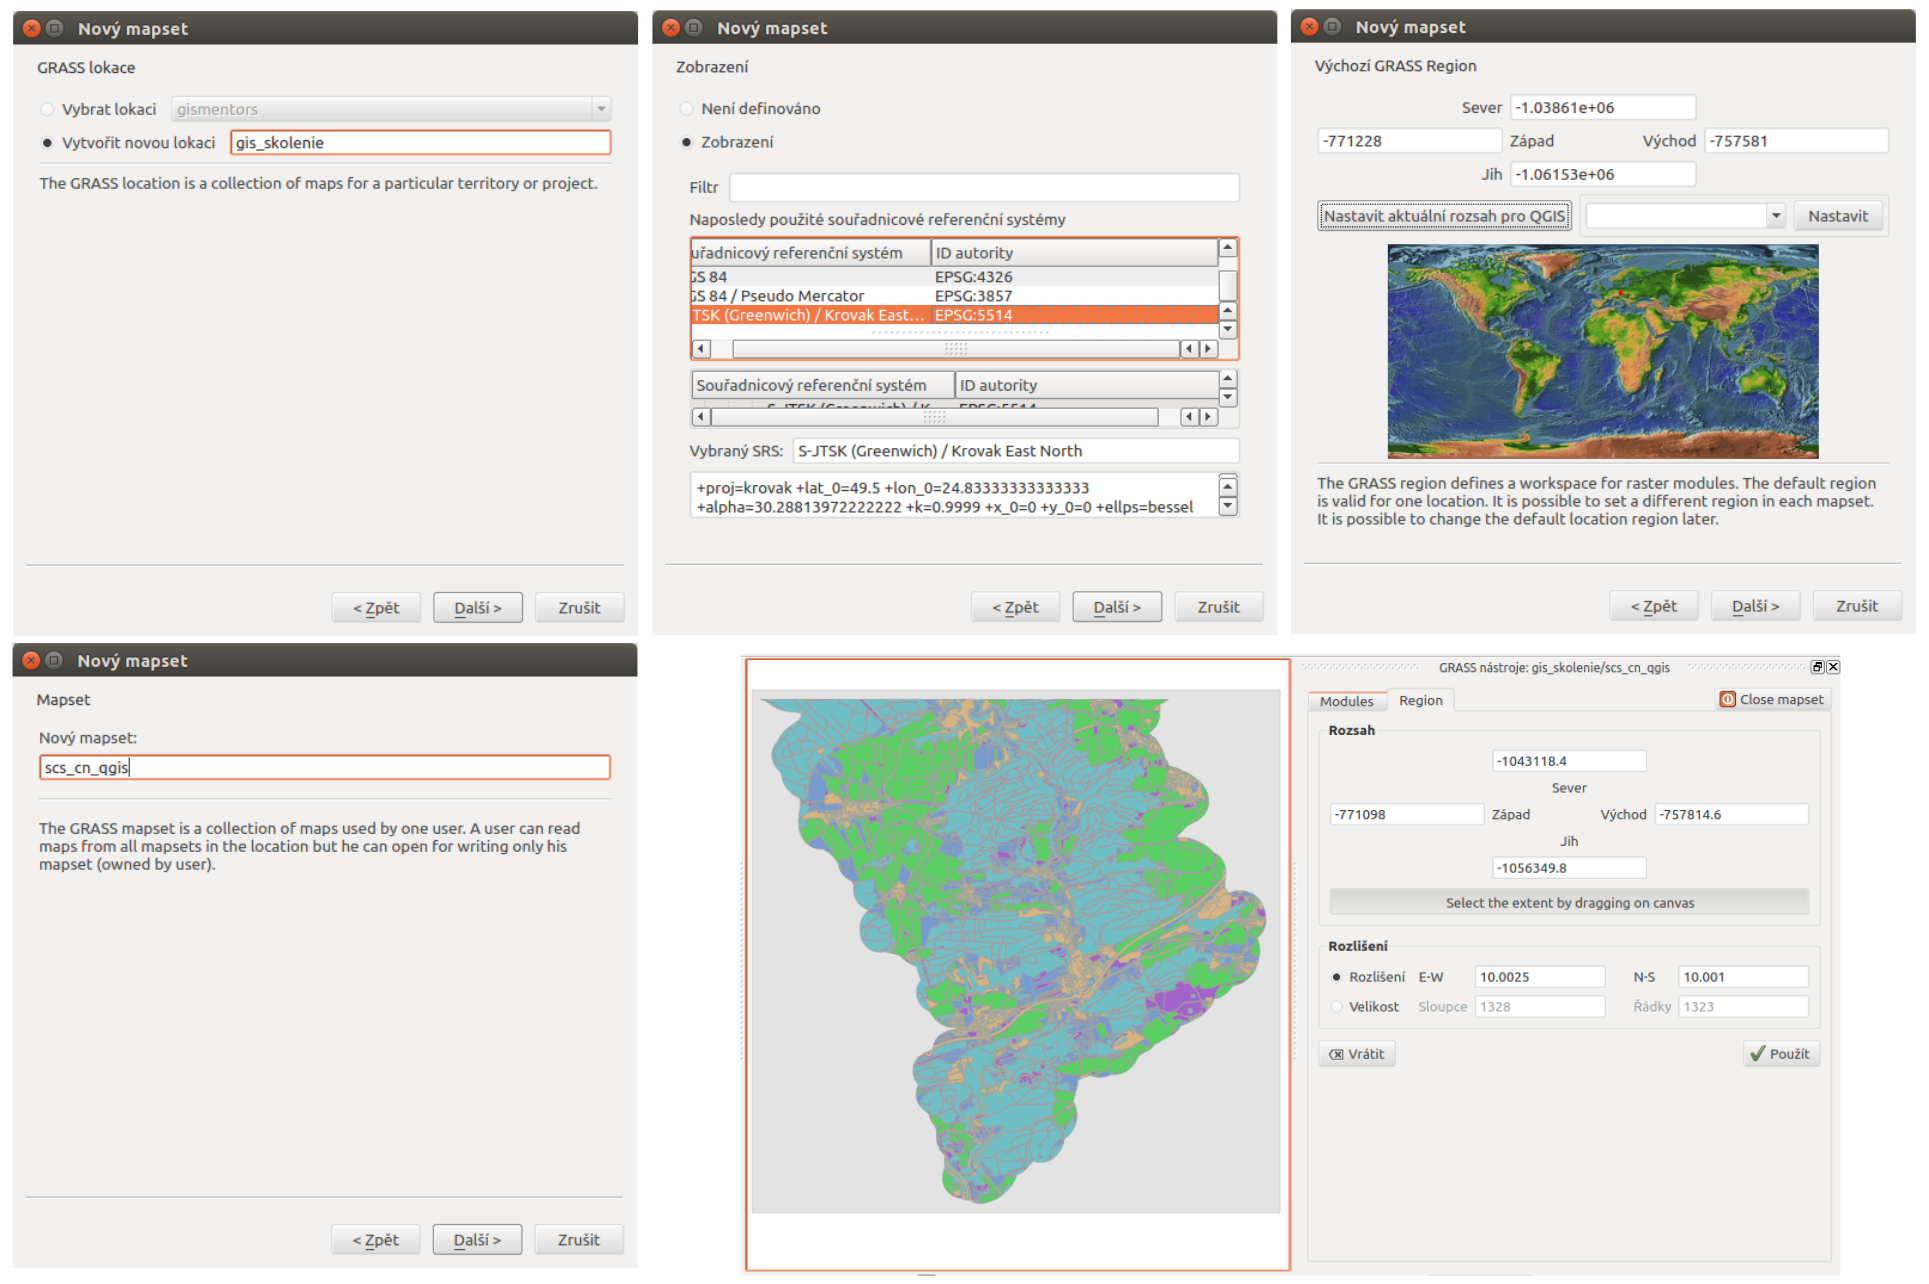 Nový mapset
GRASS lokace
Vybrat lokaci gismentors
Vytvořit novou lokaci gis_skolenie
The GRASS location is a collection of maps for a particular territory or project.
< Zpět Další > Zrušit
Nový mapset
Zobrazení
Není definováno
Zobrazení
Filtr
Naposledy použité souřadnicové referenční systémy
uřadnicový referenční systém ID autority
GS 84 EPSG:4326
GS 84 / Pseudo Mercator EPSG:3857
TSK (Greenwich) / Krovak East... EPSG:5514
Souřadnicový referenční systém ID autority
S-JTSK (Greenwich) / K EPSG:5514
Vybraný SRS: S-JTSK (Greenwich) / Krovak East North
+proj=krovak +lat_0=49.5 +lon_0=24.83333333333333
+alpha=30.28813972222222 +k=0.9999 +x_0=0 +y_0=0 +ellps=bessel
< Zpět Další > Zrušit
Nový mapset
Výchozí GRASS Region
Sever -1.03861e+06
-771228 Západ Východ -757581
Jih -1.06153e+06
Nastavit aktuální rozsah pro QGIS Nastavit
The GRASS region defines a workspace for raster modules. The default region
is valid for one location. It is possible to set a different region in each mapset.
It is possible to change the default location region later.
< Zpět Další > Zrušit
Nový mapset
Mapset
Nový mapset:
scs_cn_qgis
The GRASS mapset is a collection of maps used by one user. A user can read
maps from all mapsets in the location but he can open for writing only his
mapset (owned by user).
< Zpět Další > Zrušit
GRASS nástroje: gis_skolenie/scs_cn_qgis
Modules Region Close mapset
Rozsah
-1043118.4
Sever
-771098 Západ Východ -757814.6
Jih
-1056349.8
Select the extent by dragging on canvas
Rozlišení
Rozlišení E-W 10.0025 N-S 10.001
Velikost Sloupce 1328 Řádky 1323
Vrátit Použít